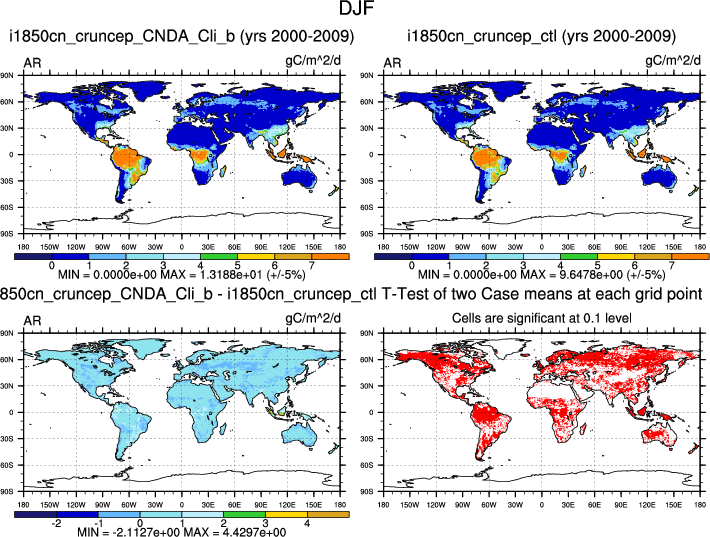 DJF
i1850cn_cruncep_CNDA_Cli_b (yrs 2000-2009)
i1850cn_cruncep_ctl (yrs 2000-2009)
AR gC/m^2/d
AR gC/m^2/d
90N
60N
30N
0
30S
60S
90S
180 150W 120W 90W 60W 30W 0 30E 60E 90E 120E 150E 180
0 1 2 3 4 5 6 7
MIN = 0.0000e+00 MAX = 1.3188e+01 (+/-5%)
90N
60N
30N
0
30S
60S
90S
180 150W 120W 90W 60W 30W 0 30E 60E 90E 120E 150E 180
0 1 2 3 4 5 6 7
MIN = 0.0000e+00 MAX = 9.6478e+00 (+/-5%)
850cn_cruncep_CNDA_Cli_b - i1850cn_cruncep_ctl
T-Test of two Case means at each grid point
AR gC/m^2/d
Cells are significant at 0.1 level
90N
60N
30N
0
30S
60S
90S
180 150W 120W 90W 60W 30W 0 30E 60E 90E 120E 150E 180
-2 -1 0 1 2 3 4
MIN = -2.1127e+00 MAX = 4.4297e+00
90N
60N
30N
0
30S
60S
90S
180 150W 120W 90W 60W 30W 0 30E 60E 90E 120E 150E 180